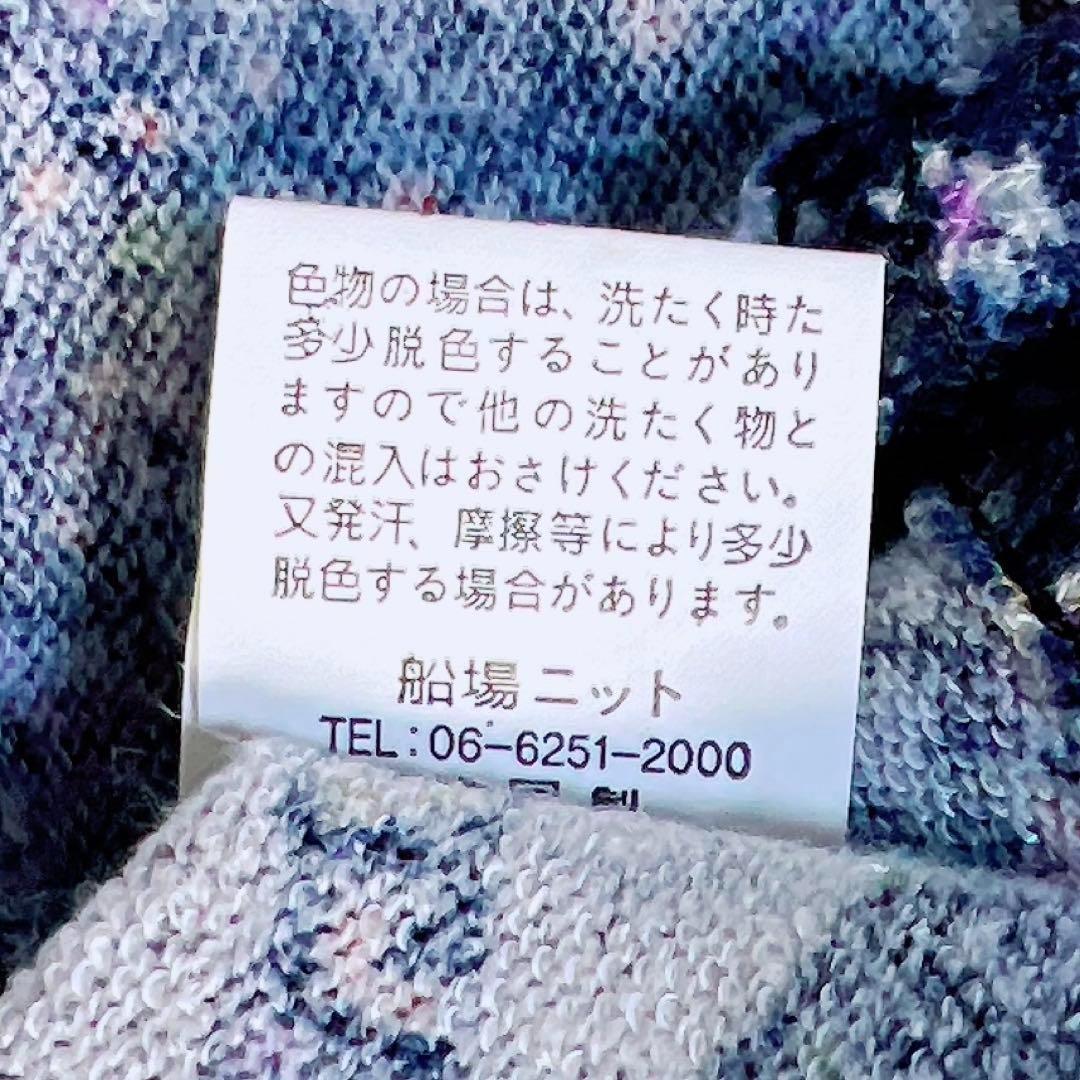 色物の場合は、洗たく時た
多少脱色することがあり
ますので他の洗たく物と
の混入はおさけください。
又発汗、摩擦等により多少
脱色する場合があります。
船場ニット
TEL:06-6251-2000